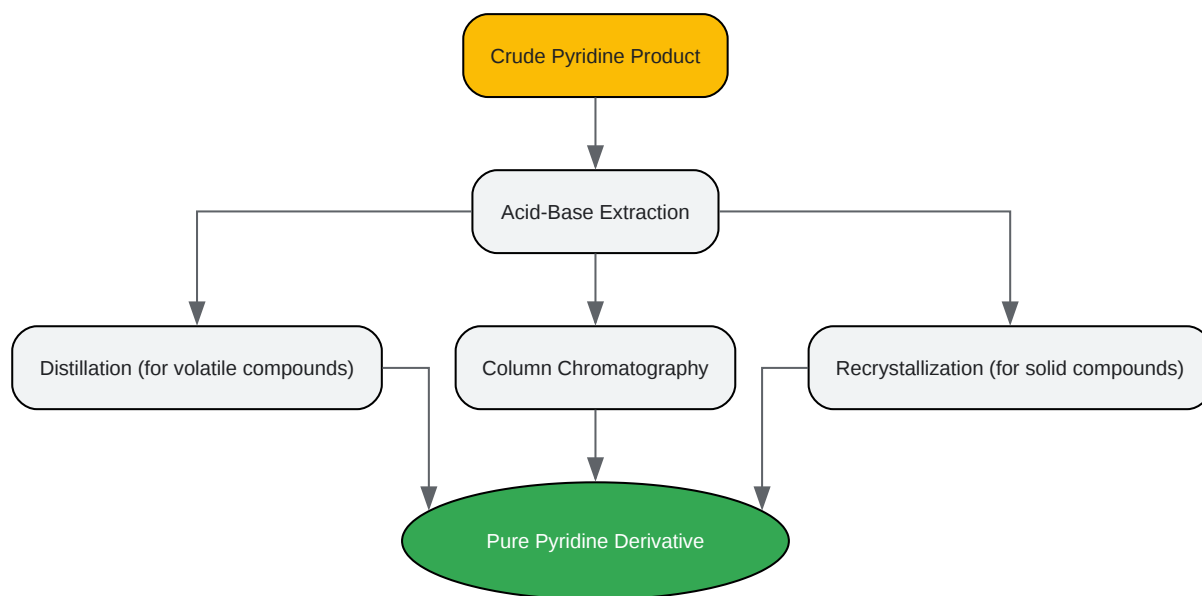 Crude Pyridine Product
Acid-Base Extraction
Distillation (for volatile compounds)
Column Chromatography
Recrystallization (for solid compounds)
Pure Pyridine Derivative